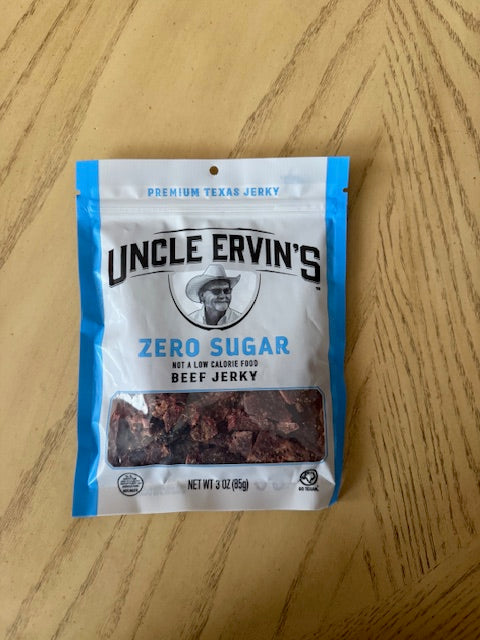 PREMIUM TEXAS JERKY
UNCLE ERVIN'S
ZERO SUGAR
NOT A LOW CALORIE FOOD
BEEF JERKY
NET WT 3 OZ (85g)
GO TEXAN.